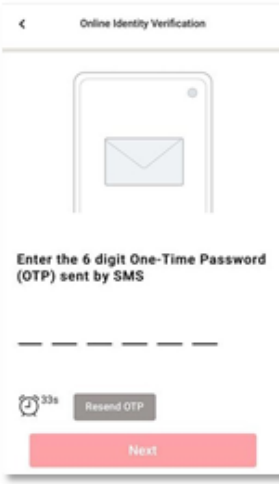 Online Identity Verification
Enter the 6 digit One-Time Password
(OTP) sent by SMS
33s
Resend OTP
Next